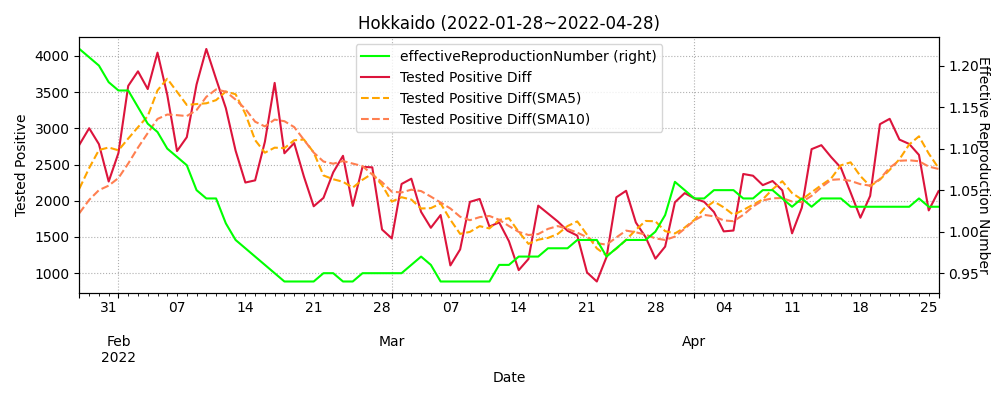 Hokkaido (2022-01-28~2022-04-28)
effectiveReproductionNumber (right)
Tested Positive Diff
Tested Positive Diff(SMA5)
Tested Positive Diff(SMA10)
4000
3500
3000
2500
2000
1500
1000
Tested Positive
1.20
1.15
1.10
1.05
1.00
0.95
Effective Reproduction Number
31 07 14 21 28 07 14 21 28 04 11 18 25
Feb Mar Apr
2022
Date